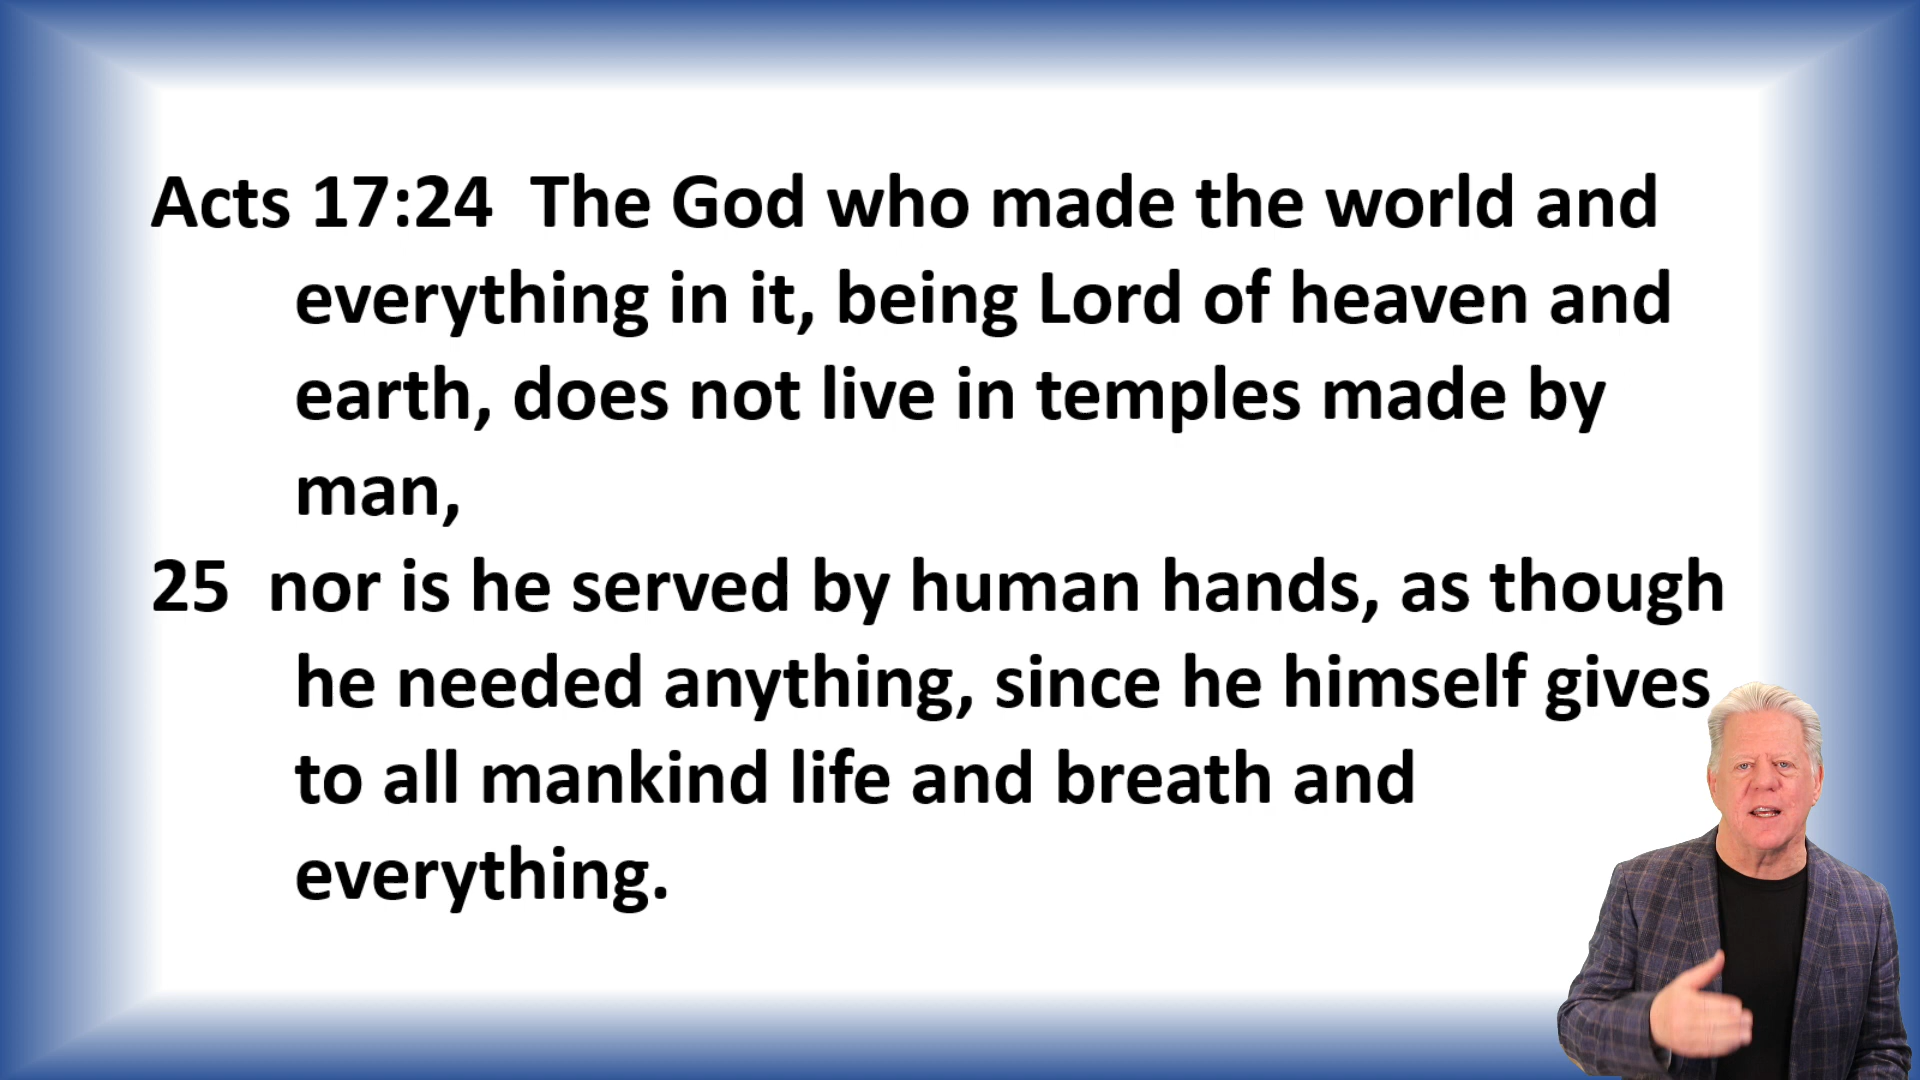 Acts 17:24  The God who made the world and
everything in it, being Lord of heaven and
earth, does not live in temples made by
man,
25  nor is he served by human hands, as though
he needed anything, since he himself gives
to all mankind life and breath and
everything.